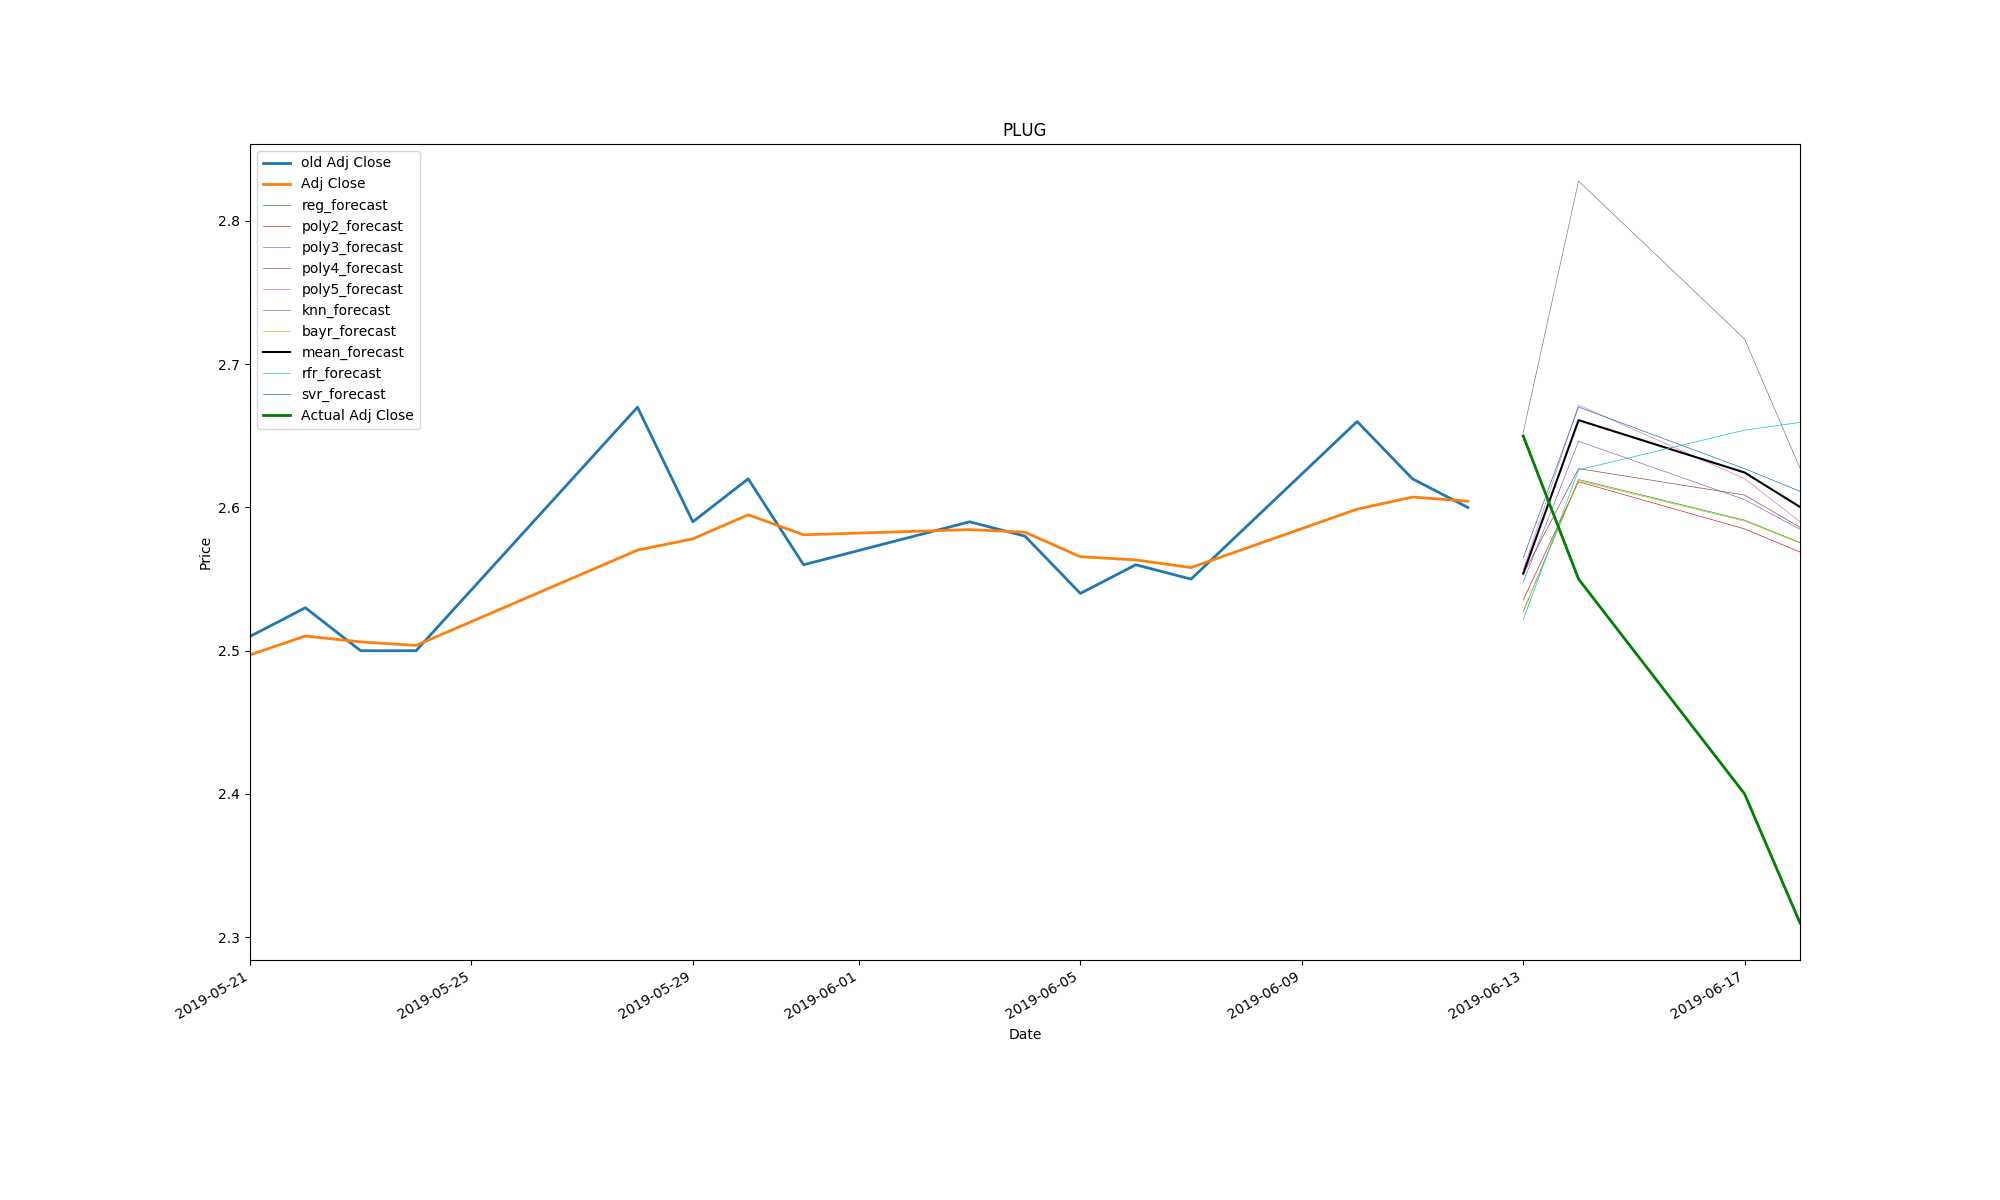 PLUG
old Adj Close
Adj Close
reg_forecast
poly2_forecast
poly3_forecast
poly4_forecast
poly5_forecast
knn_forecast
bayr_forecast
mean_forecast
rfr_forecast
svr_forecast
Actual Adj Close
2.8
2.7
2.6
2.5
2.4
2.3
Price
2019-05-21
2019-05-25
2019-05-29
2019-06-01
2019-06-05
2019-06-09
2019-06-13
2019-06-17
Date